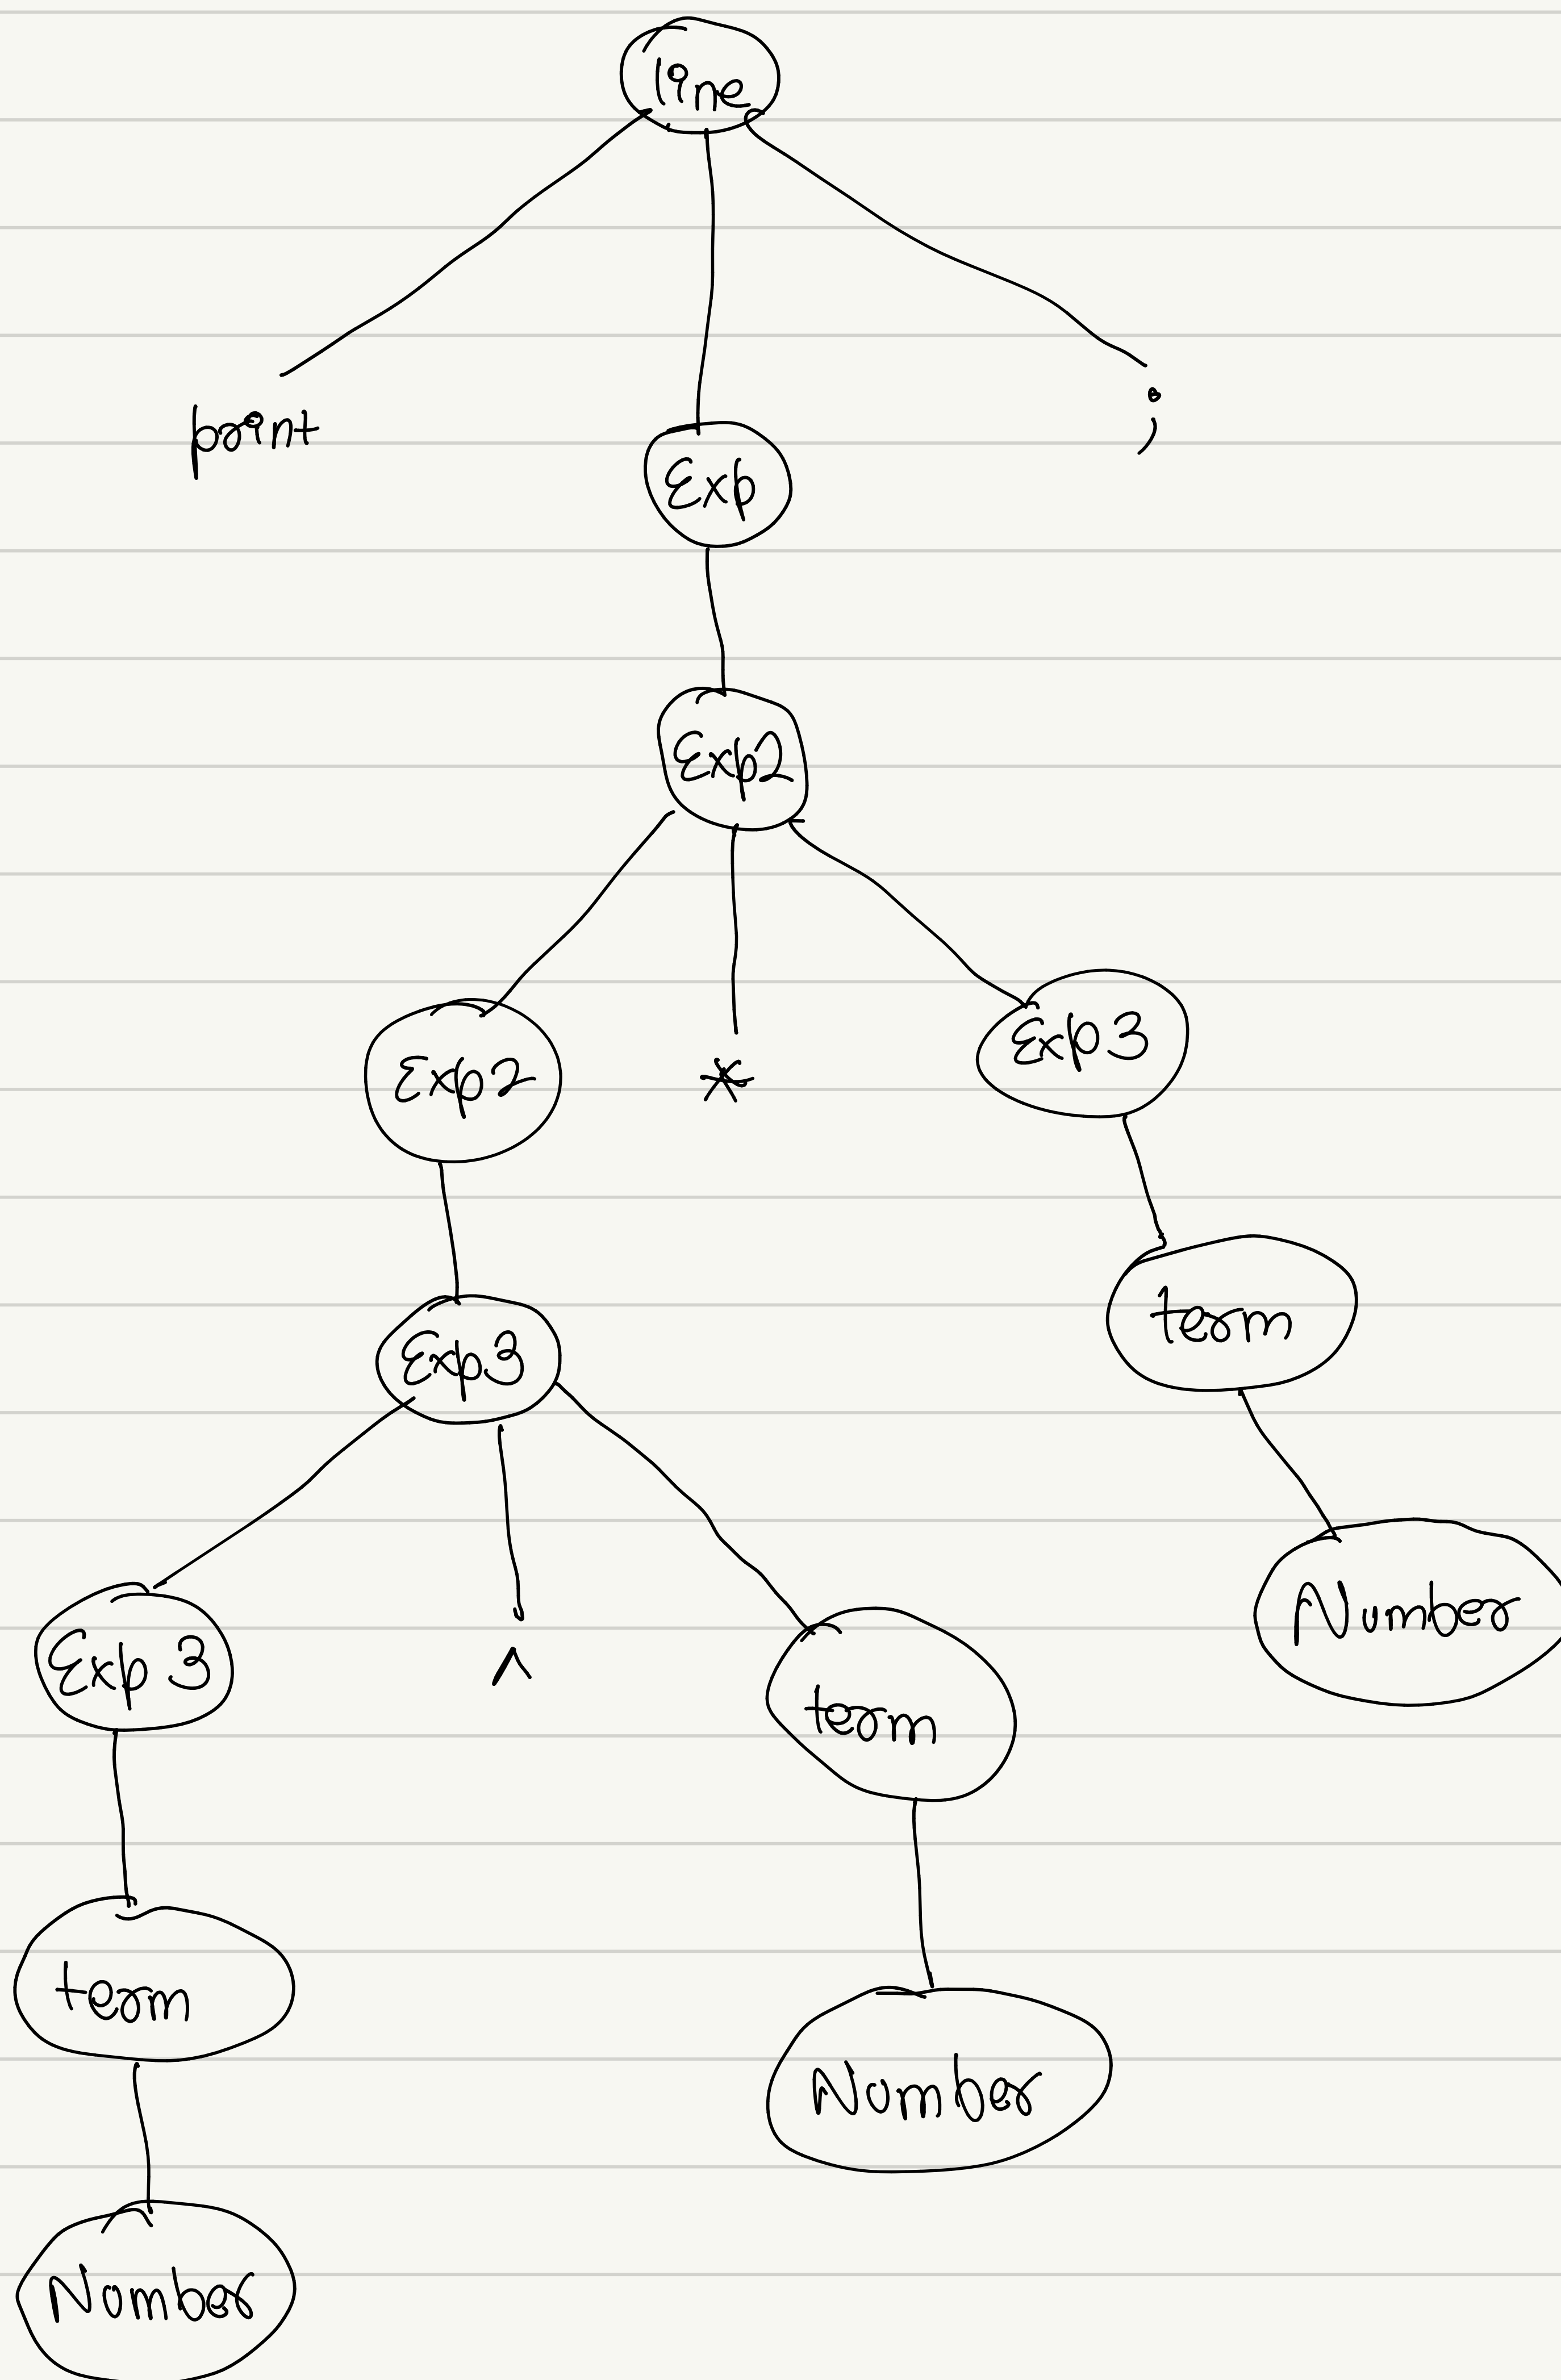 line
print
Exp
;
Exp2
Exp2
*
Exp3
term
Exp3
Number
Exp 3
^
term
term
Number
Number